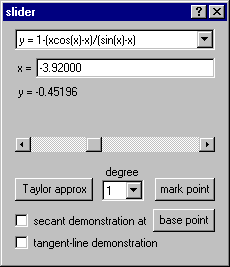 slider
y = 1-(xcos(x)-x)/(sin(x)-x)
x = -3.92000
y = -0.45196
degree
Taylor approx 1 mark point
secant demonstration at base point
tangent-line demonstration